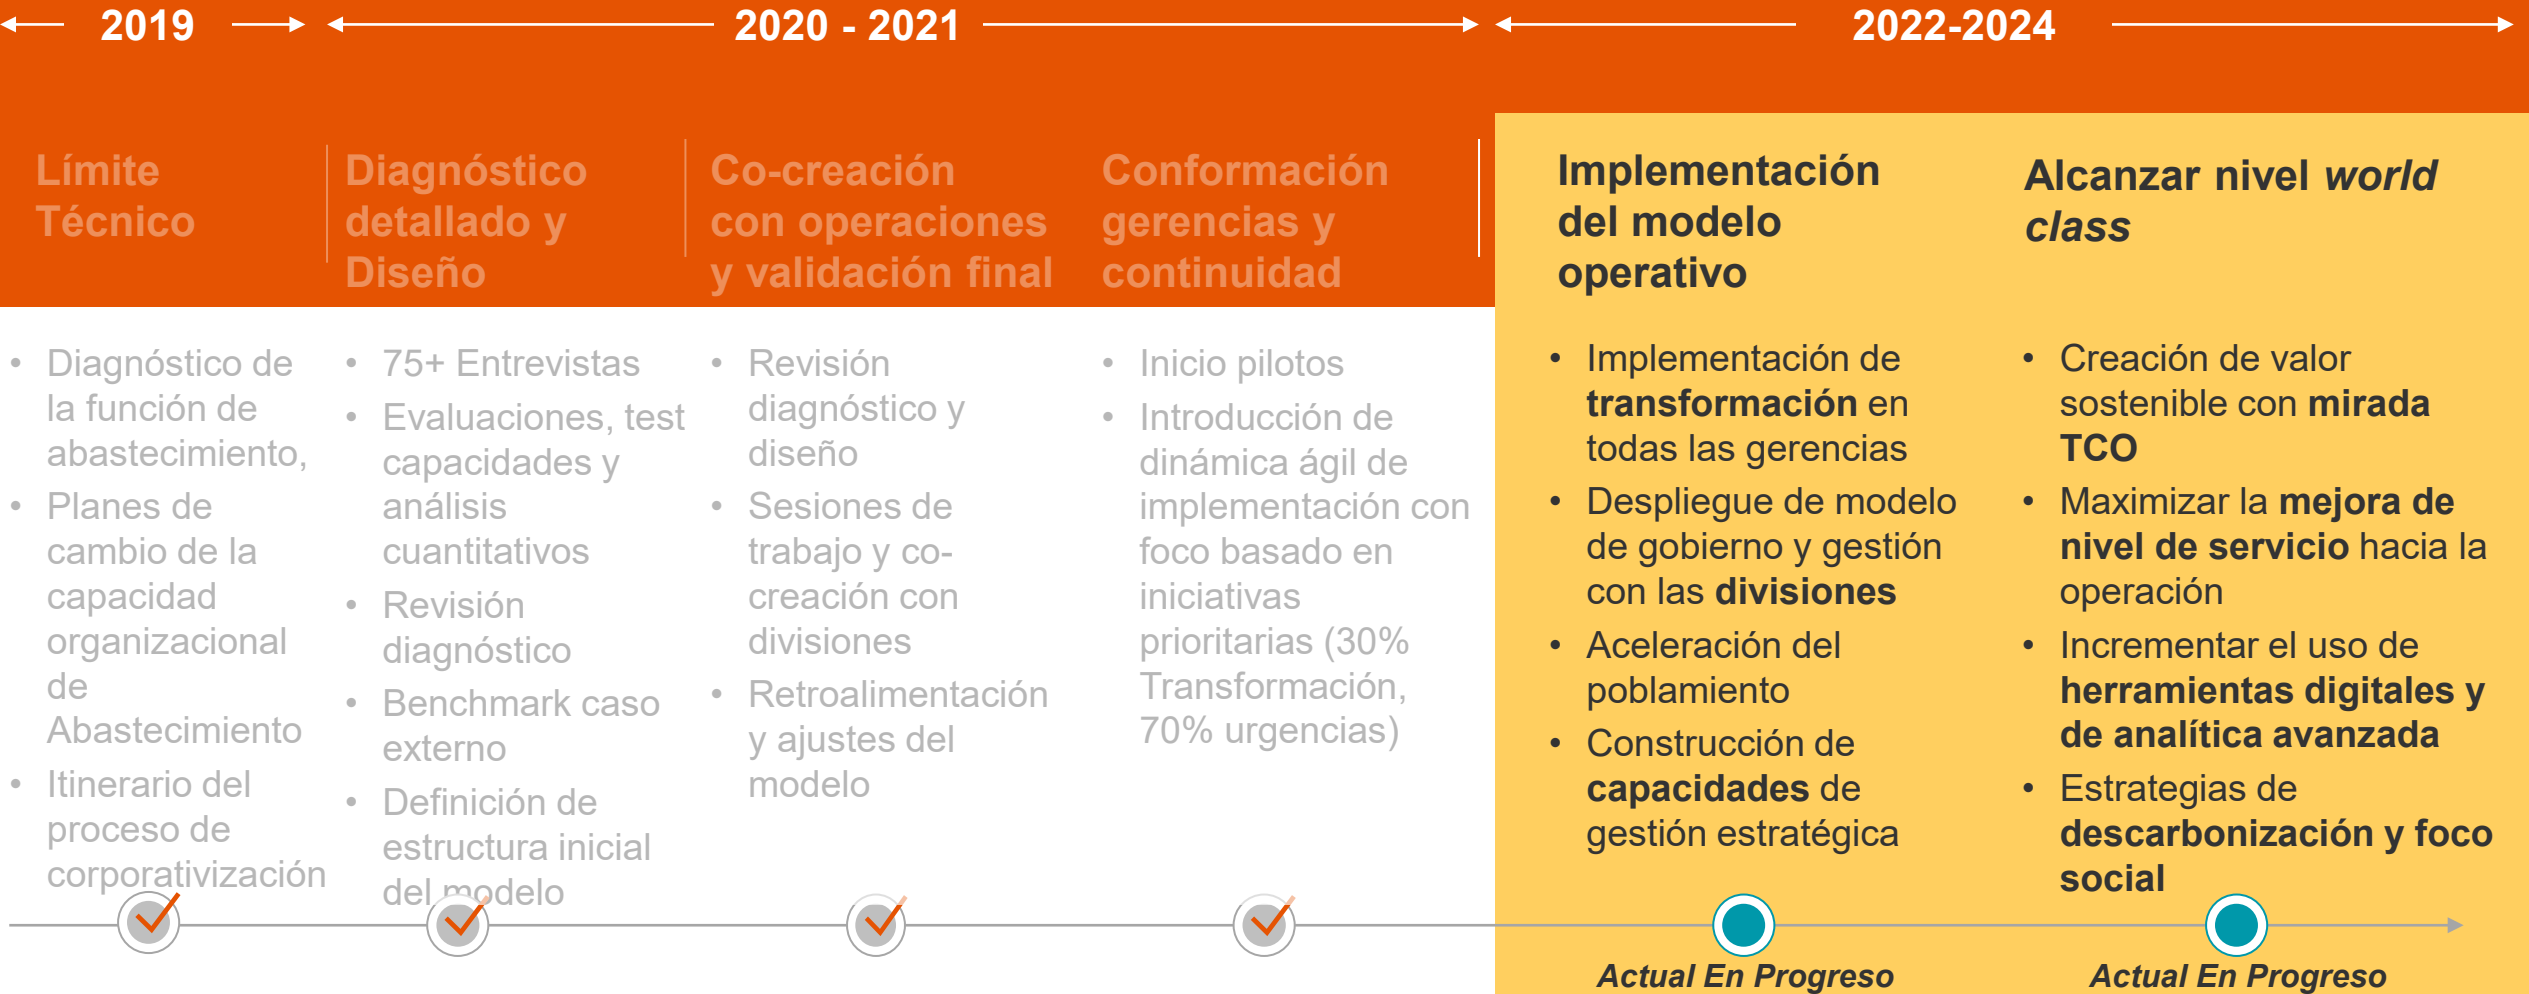 2019
2020 - 2021
2022-2024
Límite
Técnico
Diagnóstico
detallado y
Diseño
Co-creación
con operaciones
y validación final
Conformación
gerencias y
continuidad
Implementación
del modelo
operativo
Alcanzar nivel world
class
• Diagnóstico de
la función de
abastecimiento,
• Planes de
cambio de la
capacidad
organizacional
de
Abastecimiento
• Itinerario del
proceso de
corporativización
• 75+ Entrevistas
• Evaluaciones, test
capacidades y
análisis
cuantitativos
• Revisión
diagnóstico
• Benchmark caso
externo
• Definición de
estructura inicial
del modelo
• Revisión
diagnóstico y
diseño
• Sesiones de
trabajo y co-
creación con
divisiones
• Retroalimentación
y ajustes del
modelo
• Inicio pilotos
• Introducción de
dinámica ágil de
implementación con
foco basado en
iniciativas
prioritarias (30%
Transformación,
70% urgencias)
• Implementación de
transformación en
todas las gerencias
• Despliegue de modelo
de gobierno y gestión
con las divisiones
• Aceleración del
poblamiento
• Construcción de
capacidades de
gestión estratégica
• Creación de valor
sostenible con mirada
TCO
• Maximizar la mejora de
nivel de servicio hacia la
operación
• Incrementar el uso de
herramientas digitales y
de analítica avanzada
• Estrategias de
descarbonización y foco
social
Actual En Progreso
Actual En Progreso